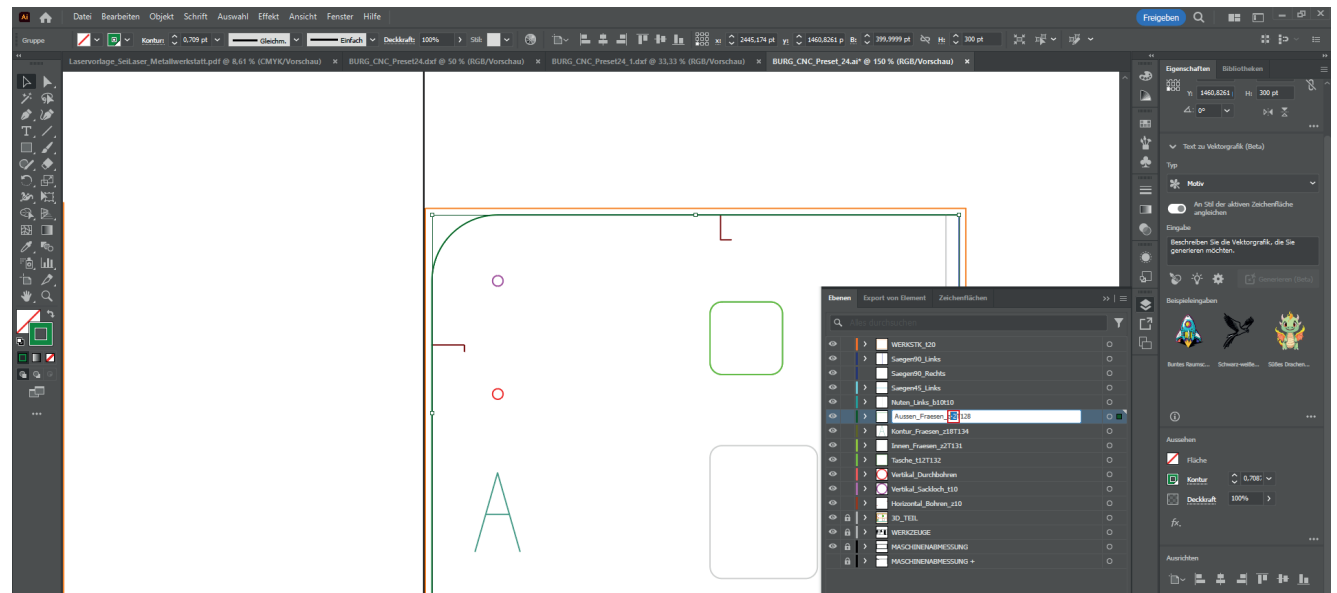 Ai Datei Bearbeiten Objekt Schrift Auswahl Effekt Ansicht Fenster Hilfe Freigeben
Gruppe Kontur: 0,709 pt Gleichm. Einfach Deckkraft: 100% Stil: X: 2445,174 pt Y: 1460,8261 p B: 399,9999 pt H: 300 pt
Laservorlage_SeilLaser_Metallwerkstatt.pdf @ 8,61 % (CMYK/Vorschau) × BURG_CNC_Preset24.dxf @ 50 % (RGB/Vorschau) × BURG_CNC_Preset24_1.dxf @ 33,33 % (RGB/Vorschau) × BURG_CNC_Preset_24.ai* @ 150 % (RGB/Vorschau) ×
Eigenschaften Bibliotheken
Y: 1460,8261 H: 300 pt
0°
Text zu Vektorgrafik (Beta)
Typ
Motiv
An Stil der aktiven Zeichenfläche
angleichen
Eingabe
Beschreiben Sie die Vektorgrafik, die Sie
generieren möchten.
Generieren (Beta)
Beispieleingaben
Buntes Raumsc... Schwarz-weiße... Süßes Drachen...
Aussehen
Fläche
Kontur
Deckkraft 100%
fx.
Ausrichten
A
Ebenen Export von Element Zeichenflächen
Alles durchsuchen
WERKSTK_t20
Saegen90_Links
Saegen90_Rechts
Saegen45_Links
Nuten_Links_b10t10
Kontur_Fraesen_z18T134
Innen_Fraesen_z2T131
Tasche_t12T132
Vertikal_Durchbohren
Vertikal_Sackloch_t10
Horizontal_Bohren_z10
3D_TEIL
WERKZEUGE
MASCHINENABMESSUNG
MASCHINENABMESSUNG +